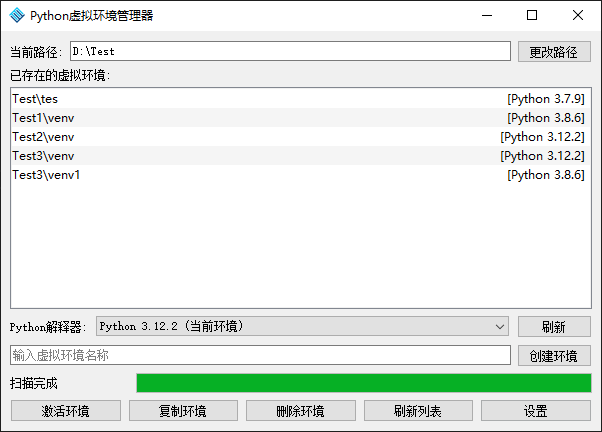 Python虚拟环境管理器
当前路径: D:\Test 更改路径
已存在的虚拟环境:
Test\tes [Python 3.7.9]
Test1\venv [Python 3.8.6]
Test2\venv [Python 3.12.2]
Test3\venv [Python 3.12.2]
Test3\venv1 [Python 3.8.6]
Python解释器: Python 3.12.2 (当前环境) 刷新
输入虚拟环境名称 创建环境
扫描完成
激活环境 复制环境 删除环境 刷新列表 设置